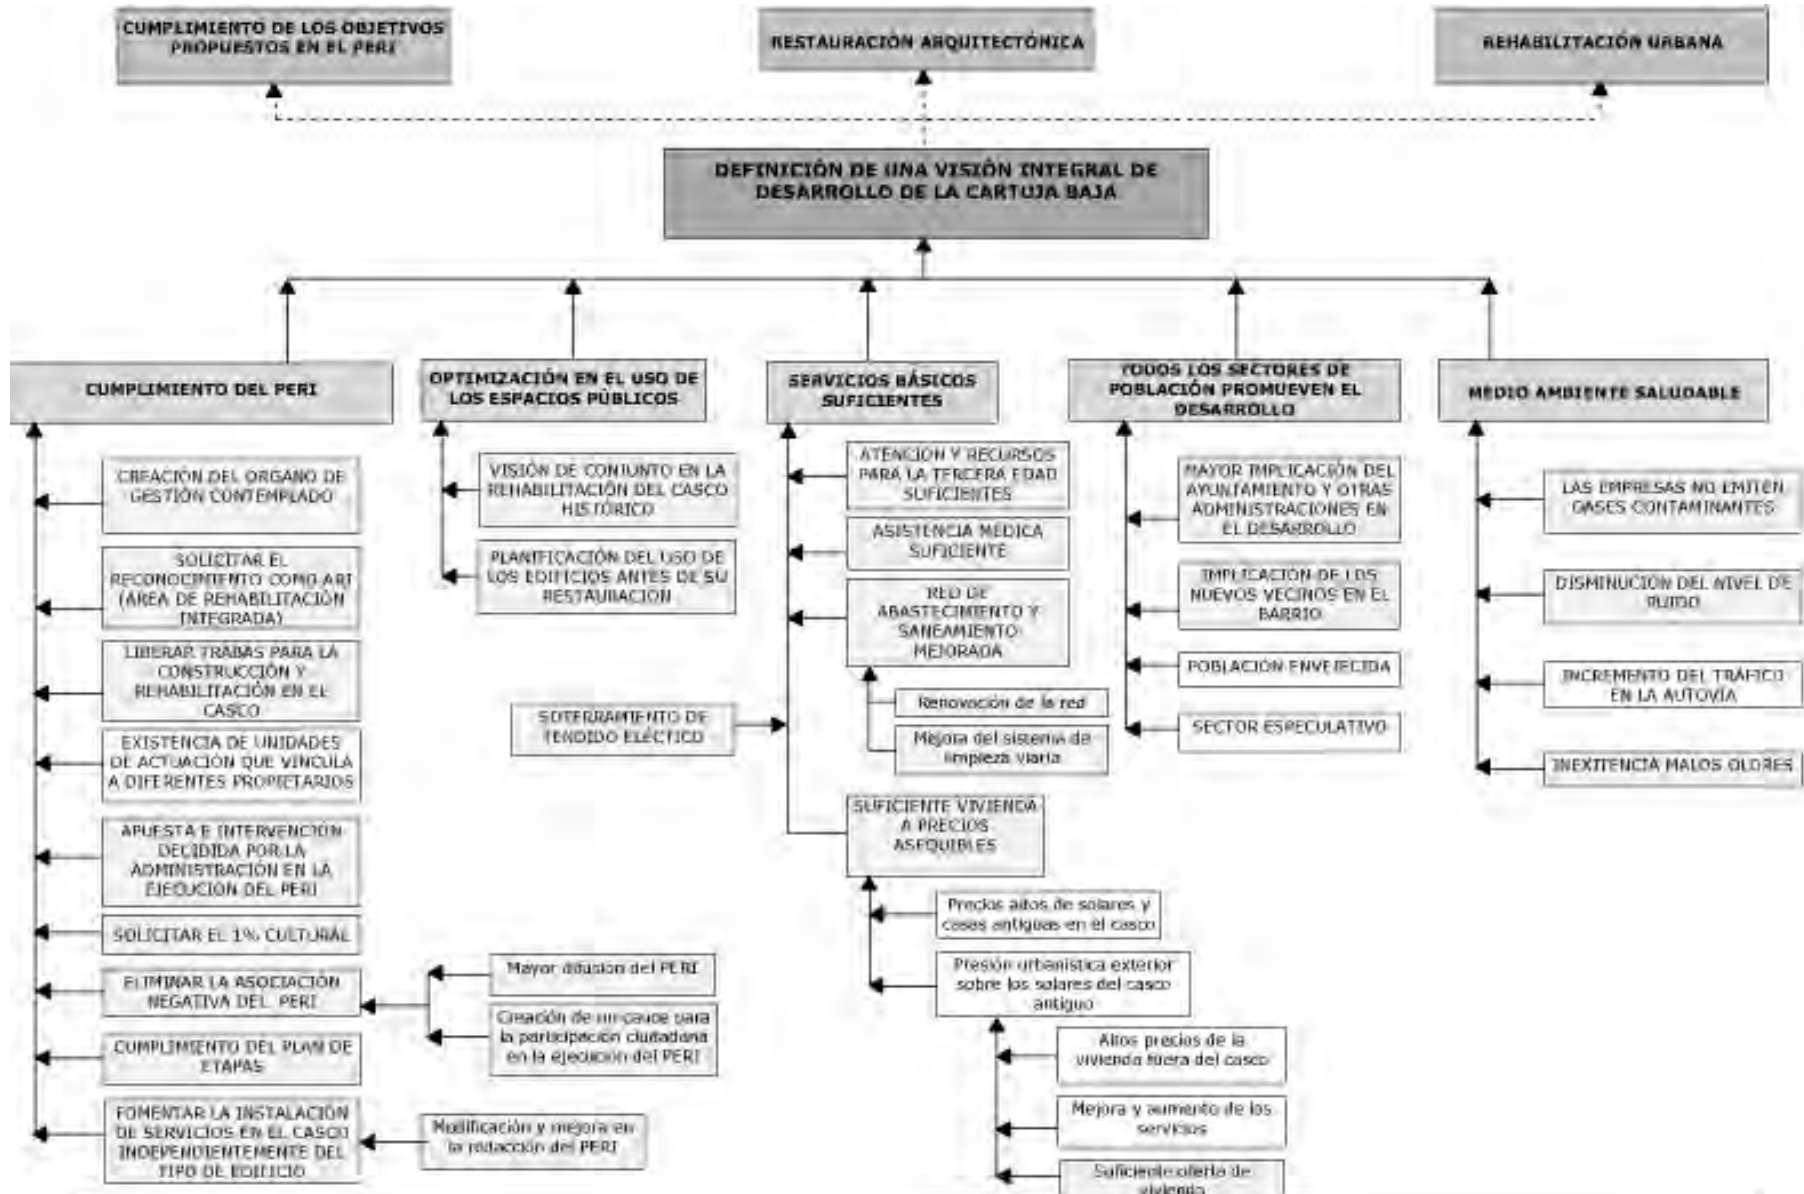 CUMPLIMIENTO DE LOS OBJETIVOS
PROPUESTOS EN EL PERI
RESTAURACIÓN ARQUITECTÓNICA
REHABILITACIÓN URBANA
DEFINICIÓN DE UNA VISIÓN INTEGRAL DE
DESARROLLO DE LA CARTUJA BAJA
CUMPLIMIENTO DEL PERI
CREACIÓN DEL ORGANO DE
GESTIÓN CONTEMPLADO
SOLICITAR EL
RECONOCIMIENTO COMO ARI
(AREA DE REHABILITACIÓN
INTEGRADA)
LIBERAR TRABAS PARA LA
CONSTRUCCIÓN Y
REHABILITACIÓN EN EL
CASCO
EXISTENCIA DE UNIDADES
DE ACTUACIÓN QUE VINCULA
A DIFERENTES PROPIETARIOS
APUESTA E INTERVENCIÓN
DECIDIDA POR LA
ADMINISTRACIÓN EN LA
EJECUCION DEL PERI
SOLICITAR EL 1% CULTURAL
ELIMINAR LA ASOCIACIÓN
NEGATIVA DEL PERI
Mayor difusion del PERI
Creación de un cauce para
la participación ciudadana
en la ejecución del PERI
CUMPLIMIENTO DEL PLAN DE
ETAPAS
FOMENTAR LA INSTALACIÓN
DE SERVICIOS EN EL CASCO
INDEPENDIENTEMENTE DEL
TIPO DE EDIFICIO
Modificación y mejora en
la redacción del PERI
OPTIMIZACIÓN EN EL USO DE
LOS ESPACIOS PÚBLICOS
VISIÓN DE CONJUNTO EN LA
REHABILITACIÓN DEL CASCO
HISTÓRICO
PLANIFICACIÓN DEL USO DE
LOS EDIFICIOS ANTES DE SU
RESTAURACION
SERVICIOS BÁSICOS
SUFICIENTES
ATENCION Y RECURSOS
PARA LA TERCERA EDAD
SUFICIENTES
ASISTENCIA MEDICA
SUFICIENTE
RED DE
ABASTECIMIENTO Y
SANEAMIENTO
MEJORADA
Renovación de la red
Mejora del sistema de
limpieza viaria
SOTERRAMIENTO DE
TENDIDO ELÉCTRICO
SUFICIENTE VIVIENDA
A PRECIOS
ASEQUIBLES
Precios altos de solares y
casas antiguas en el casco
Presión urbanística exterior
sobre los solares del casco
antiguo
Altos precios de la
vivienda fuera del casco
Mejora y aumento de los
servicios
Suficiente oferta de
vivienda
TODOS LOS SECTORES DE
POBLACIÓN PROMUEVEN EL
DESARROLLO
MAYOR IMPLICACIÓN DEL
AYUNTAMIENTO Y OTRAS
ADMINISTRACIONES EN
EL DESARROLLO
IMPLICACIÓN DE LOS
NUEVOS VECINOS EN EL
BARRIO
POBLACIÓN ENVEJECIDA
SECTOR ESPECULATIVO
MEDIO AMBIENTE SALUDABLE
LAS EMPRESAS NO EMITEN
GASES CONTAMINANTES
DISMINUCIÓN DEL NIVEL DE
RUIDO
INCREMENTO DEL TRÁFICO
EN LA AUTOVÍA
INEXITENCIA MALOS OLORES